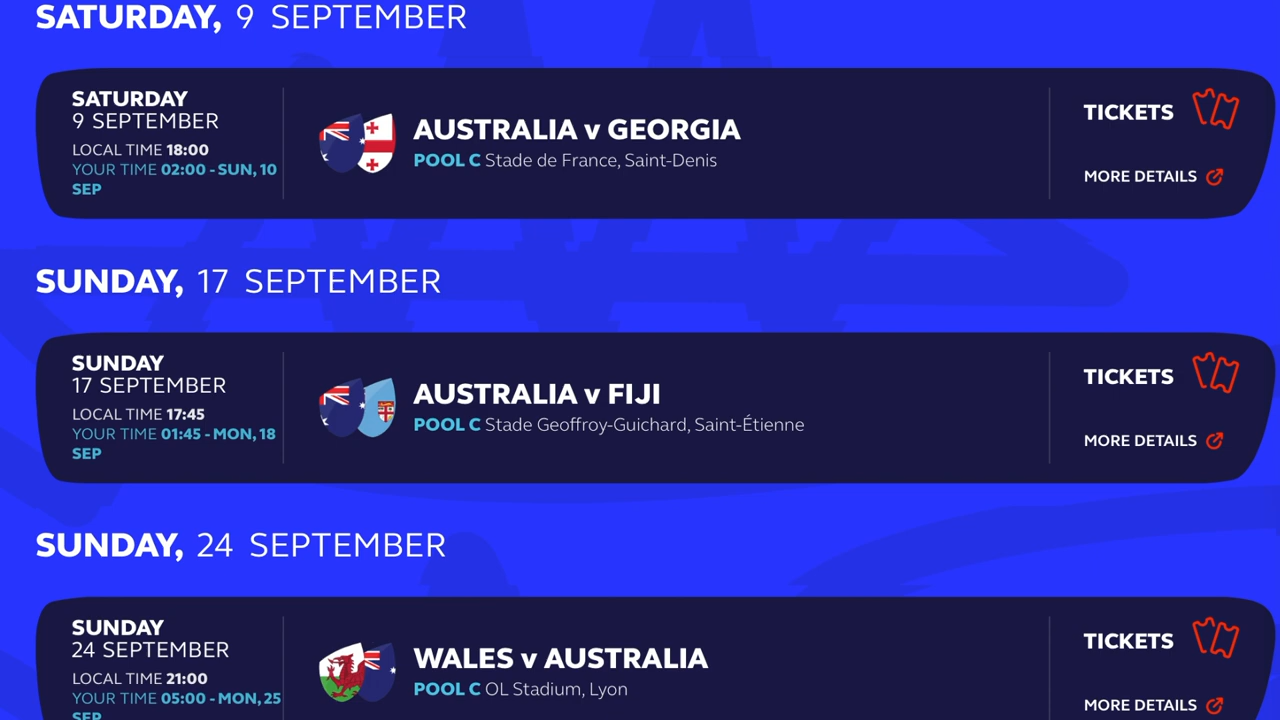 SATURDAY, 9 SEPTEMBER
SATURDAY
9 SEPTEMBER
LOCAL TIME 18:00
YOUR TIME 02:00 - SUN, 10
SEP
AUSTRALIA v GEORGIA
POOL C Stade de France, Saint-Denis
TICKETS
MORE DETAILS
SUNDAY, 17 SEPTEMBER
SUNDAY
17 SEPTEMBER
LOCAL TIME 17:45
YOUR TIME 01:45 - MON, 18
SEP
AUSTRALIA v FIJI
POOL C Stade Geoffroy-Guichard, Saint-Étienne
TICKETS
MORE DETAILS
SUNDAY, 24 SEPTEMBER
SUNDAY
24 SEPTEMBER
LOCAL TIME 21:00
YOUR TIME 05:00 - MON, 25
SEP
WALES v AUSTRALIA
POOL C OL Stadium, Lyon
TICKETS
MORE DETAILS